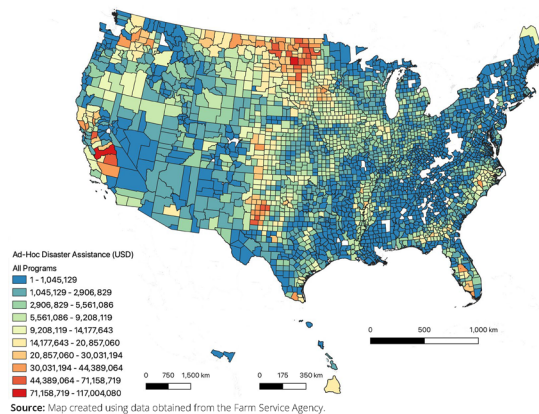 Ad-Hoc Disaster Assistance (USD)
All Programs
1 - 1,045,129
1,045,129 - 2,906,829
2,906,829 - 5,561,086
5,561,086 - 9,208,119
9,208,119 - 14,177,643
14,177,643 - 20,857,060
20,857,060 - 30,031,194
30,031,194 - 44,389,064
44,389,064 - 71,158,719
71,158,719 - 117,004,080
0 500 1,000 km
0 750 1,500 km
0 175 350 km
Source: Map created using data obtained from the Farm Service Agency.